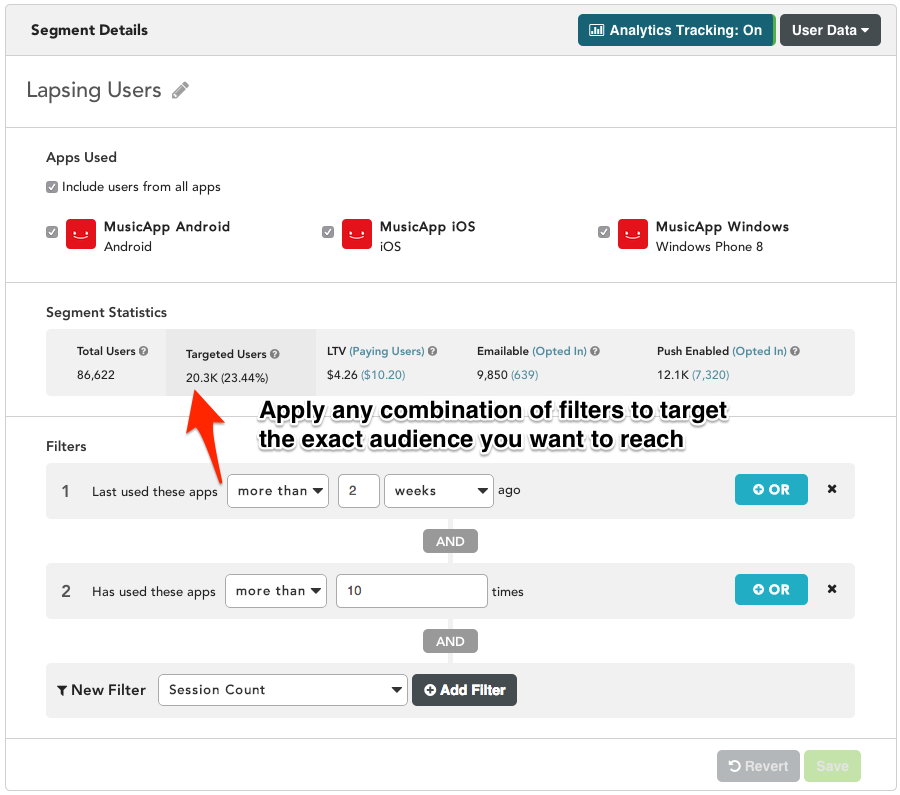 Segment Details
Analytics Tracking: On
User Data
Lapsing Users
Apps Used
Include users from all apps
MusicApp Android
Android
MusicApp iOS
iOS
MusicApp Windows
Windows Phone 8
Segment Statistics
Total Users
86,622
Targeted Users
20.3K (23.44%)
LTV (Paying Users)
$4.26 ($10.20)
Emailable (Opted In)
9,850 (639)
Push Enabled (Opted In)
12.1K (7,320)
Apply any combination of filters to target
the exact audience you want to reach
Filters
1 Last used these apps more than 2 weeks ago OR
AND
2 Has used these apps more than 10 times OR
AND
New Filter Session Count Add Filter
Revert Save